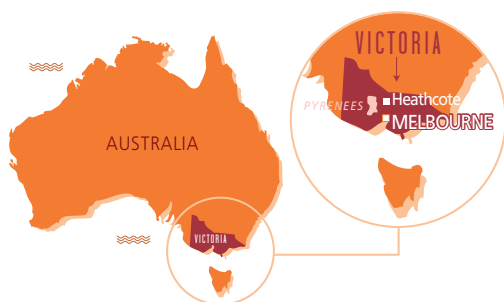 AUSTRALIA
VICTORIA
VICTORIA
PYRENEES
Heathcote
MELBOURNE